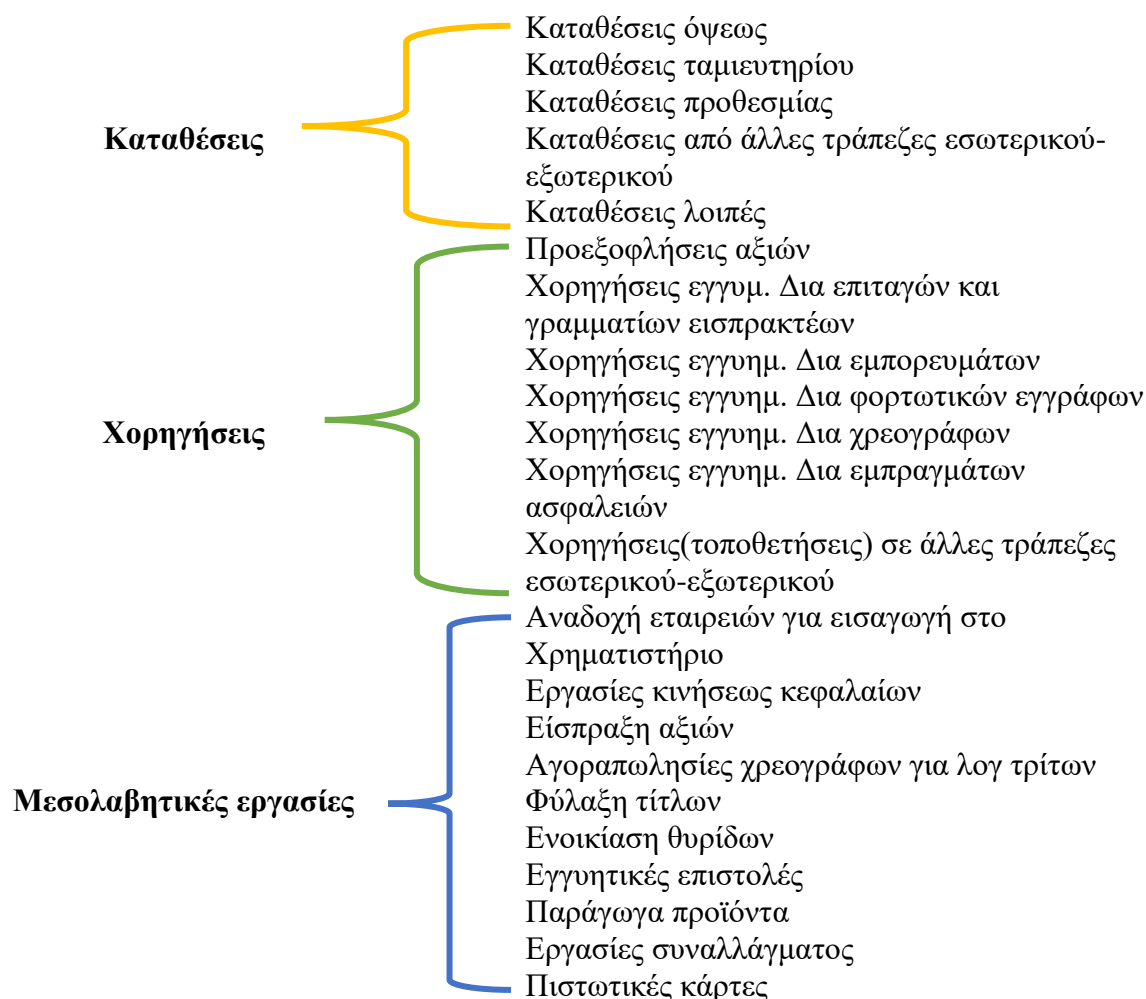 Καταθέσεις
Καταθέσεις όψεως
Καταθέσεις ταμιευτηρίου
Καταθέσεις προθεσμίας
Καταθέσεις από άλλες τράπεζες εσωτερικού-
εξωτερικού
Καταθέσεις λοιπές
Χορηγήσεις
Προεξοφλήσεις αξιών
Χορηγήσεις εγγυμ. Δια επιταγών και
γραμματίων εισπρακτέων
Χορηγήσεις εγγυημ. Δια εμπορευμάτων
Χορηγήσεις εγγυημ. Δια φορτωτικών εγγράφων
Χορηγήσεις εγγυημ. Δια χρεογράφων
Χορηγήσεις εγγυημ. Δια εμπραγμάτων
ασφαλειών
Χορηγήσεις(τοποθετήσεις) σε άλλες τράπεζες
εσωτερικού-εξωτερικού
Μεσολαβητικές εργασίες
Αναδοχή εταιρειών για εισαγωγή στο
Χρηματιστήριο
Εργασίες κινήσεως κεφαλαίων
Είσπραξη αξιών
Αγοραπωλησίες χρεογράφων για λογ τρίτων
Φύλαξη τίτλων
Ενοικίαση θυρίδων
Εγγυητικές επιστολές
Παράγωγα προϊόντα
Εργασίες συναλλάγματος
Πιστωτικές κάρτες